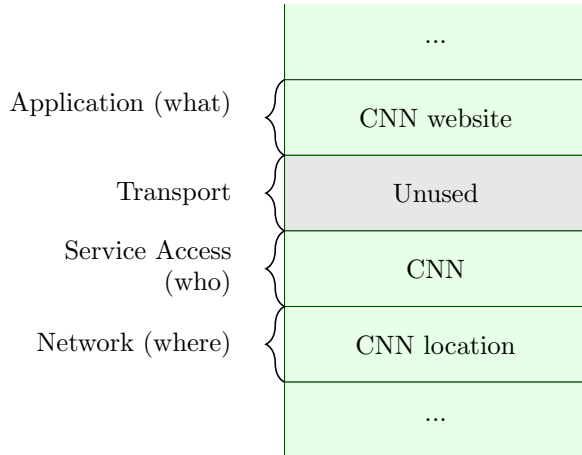 ...
Application (what)
CNN website
Transport
Unused
Service Access
(who)
CNN
Network (where)
CNN location
...